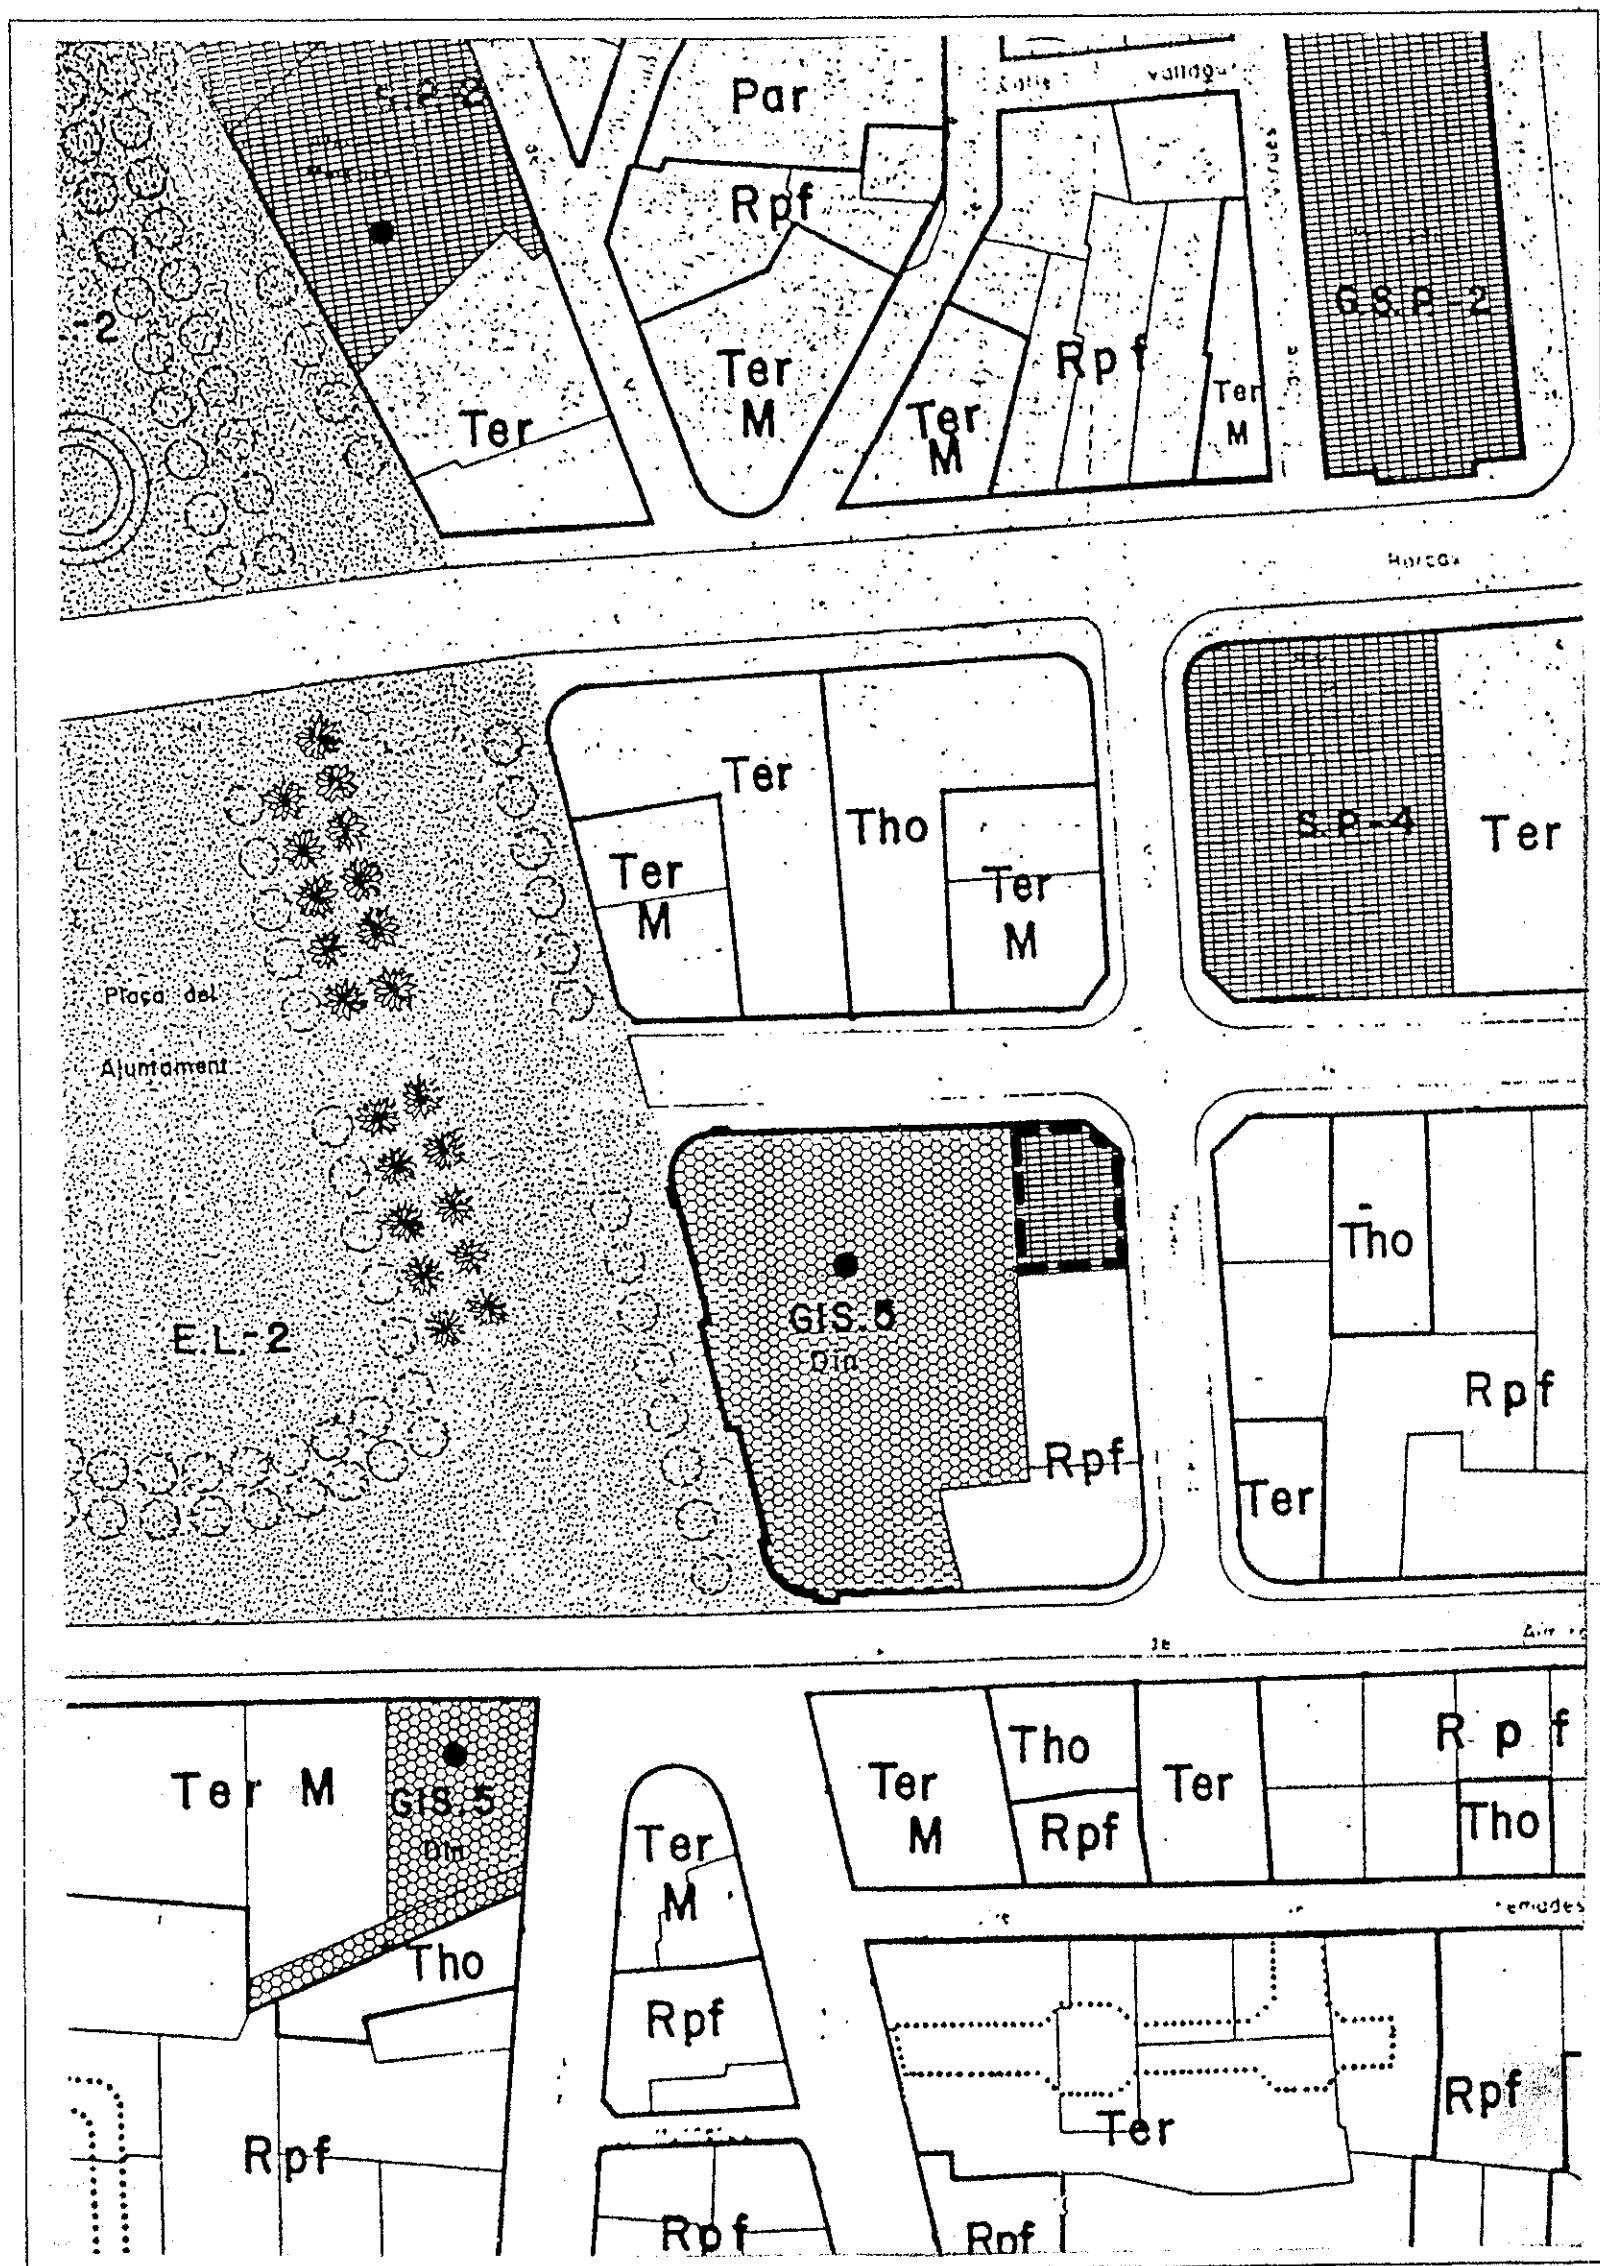 S.P.-2
Par
Rpf
-2
Ter
Ter
M
Ter
M
Rpf
Ter
M
G.S.P.-2
Ter
Ter
M
Tho
Ter
M
S.P.-4
Ter
Plaça del
Ajuntament
E.L.-2
GIS.5
Din
Rpf
Tho
Rpf
Ter
Ter M
GIS.5
Din
Tho
Rpf
Ter
M
Rpf
Rpf
Ter
M
Tho
Rpf
Ter
Rpf
Tho
Ter
Rpf
Rpf